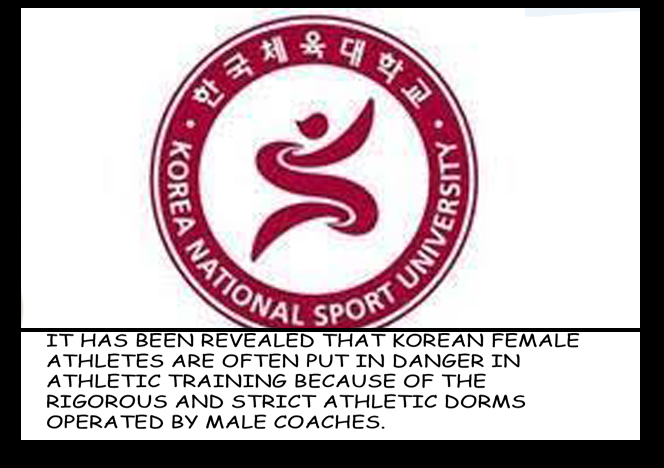 한국체육대학교
KOREA NATIONAL SPORT UNIVERSITY
IT HAS BEEN REVEALED THAT KOREAN FEMALE
ATHLETES ARE OFTEN PUT IN DANGER IN
ATHLETIC TRAINING BECAUSE OF THE
RIGOROUS AND STRICT ATHLETIC DORMS
OPERATED BY MALE COACHES.